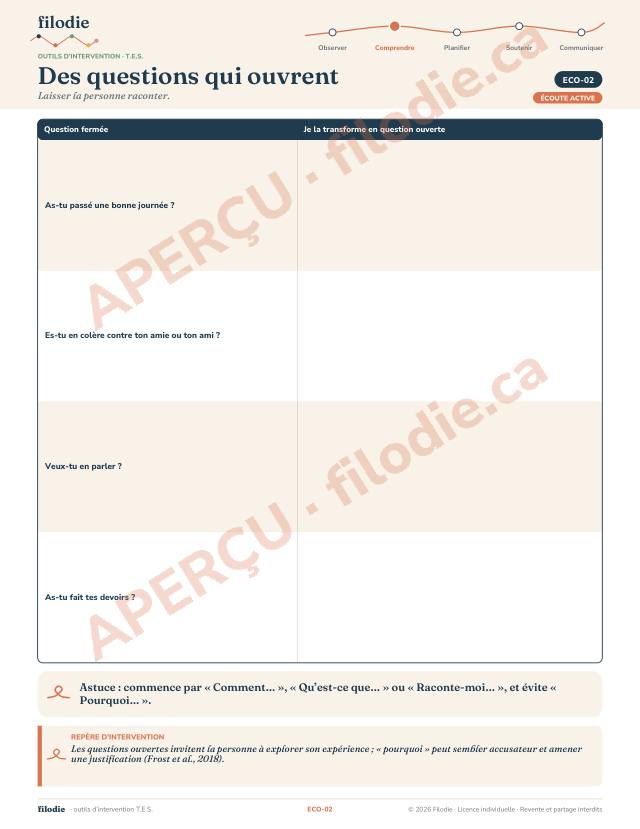 filodie
OUTILS D'INTERVENTION · T.E.S.
Observer
Comprendre
Planifier
Soutenir
Communiquer
Des questions qui ouvrent
Laisser la personne raconter.
ECO-02
ÉCOUTE ACTIVE
Question fermée
Je la transforme en question ouverte
As-tu passé une bonne journée ?
Es-tu en colère contre ton amie ou ton ami ?
Veux-tu en parler ?
As-tu fait tes devoirs ?
APERÇU · filodie.ca
APERÇU · filodie.ca
Astuce : commence par « Comment… », « Qu'est-ce que… » ou « Raconte-moi… », et évite «
Pourquoi… ».
REPÈRE D'INTERVENTION
Les questions ouvertes invitent la personne à explorer son expérience ; « pourquoi » peut sembler accusateur et amener
une justification (Frost et al., 2018).
filodie · outils d'intervention T.E.S.
ECO-02
© 2026 Filodie · Licence individuelle · Revente et partage interdits